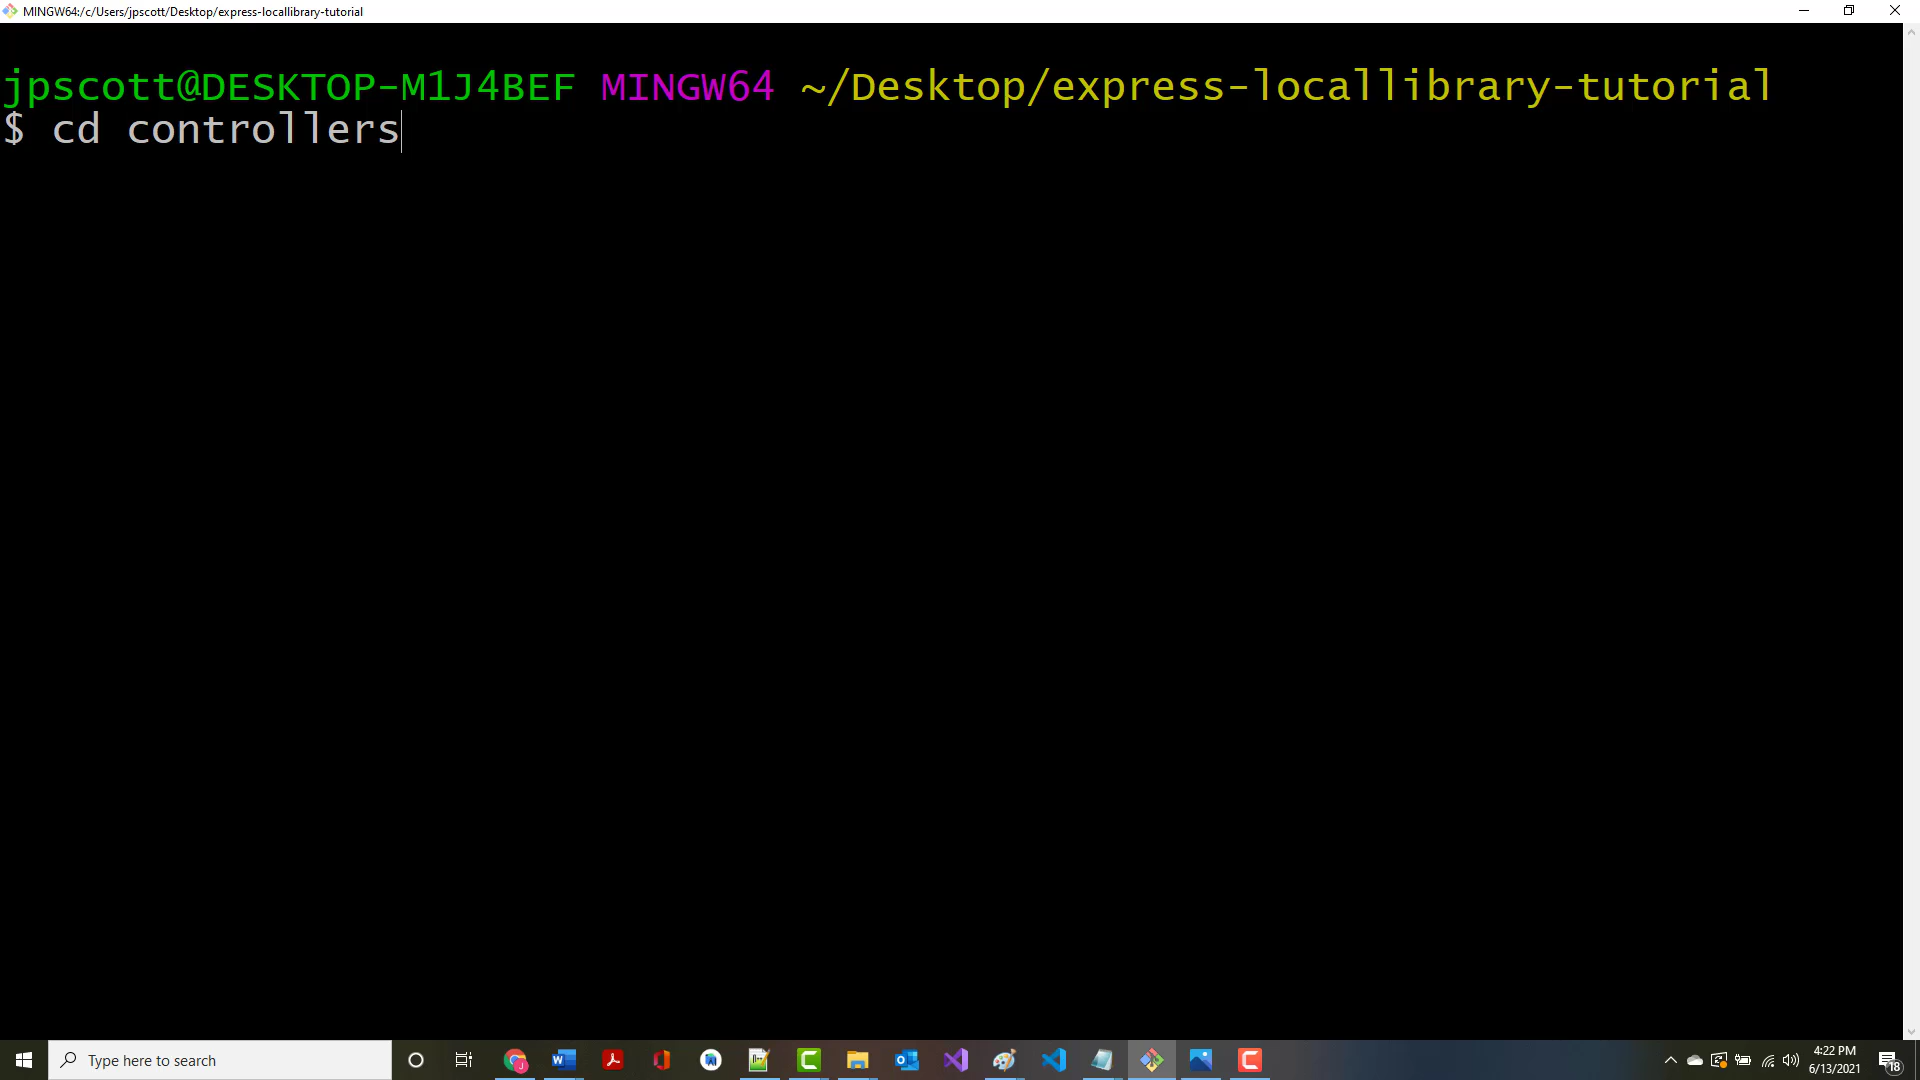 MINGW64:/c/Users/jpscott/Desktop/express-locallibrary-tutorial
jpscott@DESKTOP-M1J4BEF MINGW64 ~/Desktop/express-locallibrary-tutorial
$ cd controllers
Type here to search
4:22 PM
6/13/2021
18